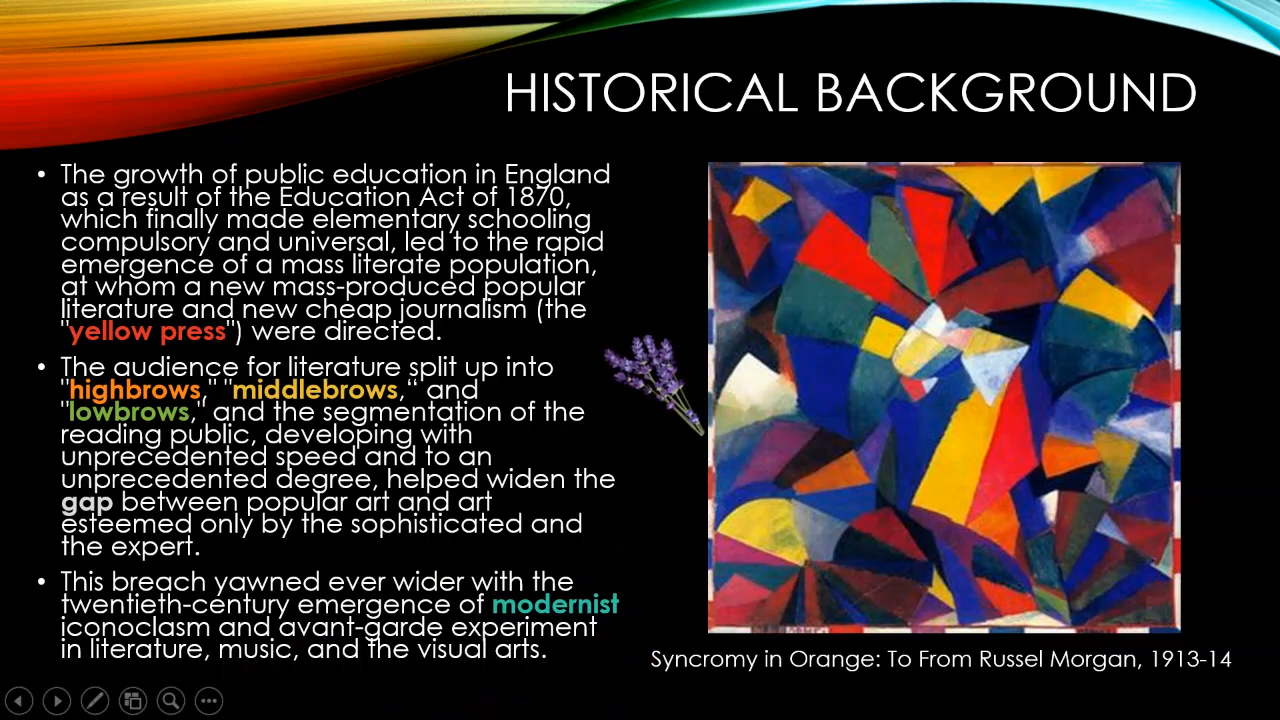 HISTORICAL BACKGROUND
• The growth of public education in England
as a result of the Education Act of 1870,
which finally made elementary schooling
compulsory and universal, led to the rapid
emergence of a mass literate population,
at whom a new mass-produced popular
literature and new cheap journalism (the
"yellow press") were directed.
• The audience for literature split up into
"highbrows," "middlebrows,“ and
"lowbrows," and the segmentation of the
reading public, developing with
unprecedented speed and to an
unprecedented degree, helped widen the
gap between popular art and art
esteemed only by the sophisticated and
the expert.
• This breach yawned ever wider with the
twentieth-century emergence of modernist
iconoclasm and avant-garde experiment
in literature, music, and the visual arts.
Syncromy in Orange: To From Russel Morgan, 1913-14